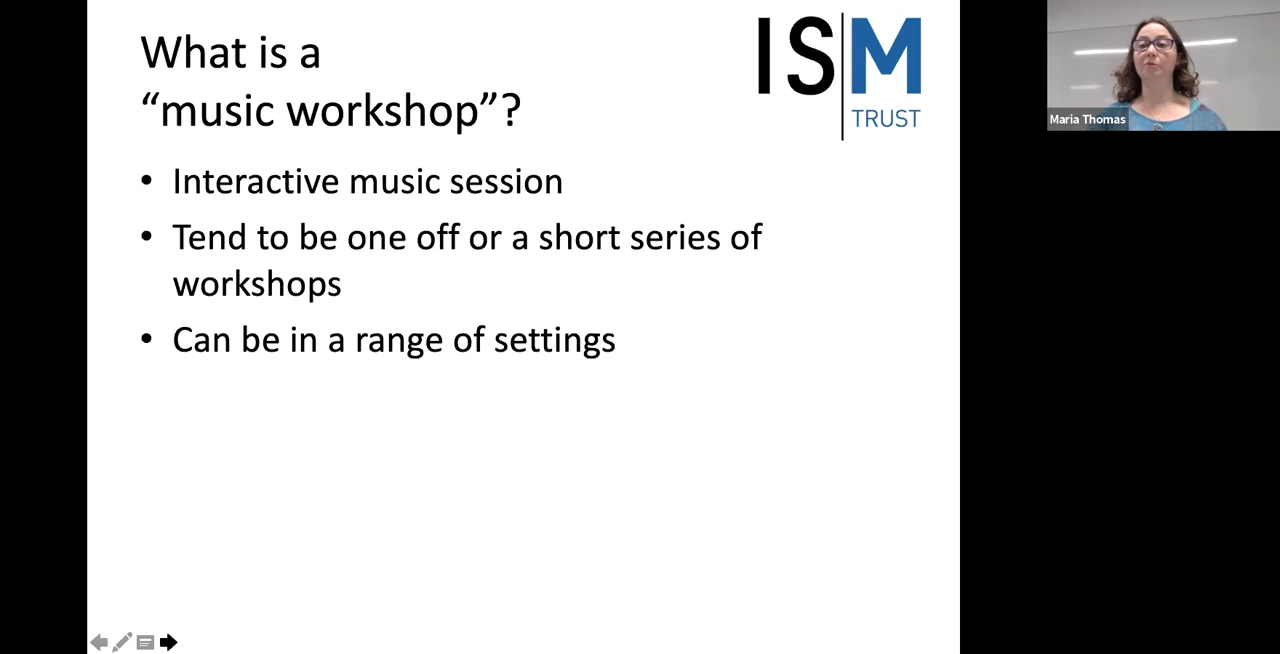 What is a
“music workshop”?
ISM
TRUST
• Interactive music session
• Tend to be one off or a short series of
workshops
• Can be in a range of settings
Maria Thomas